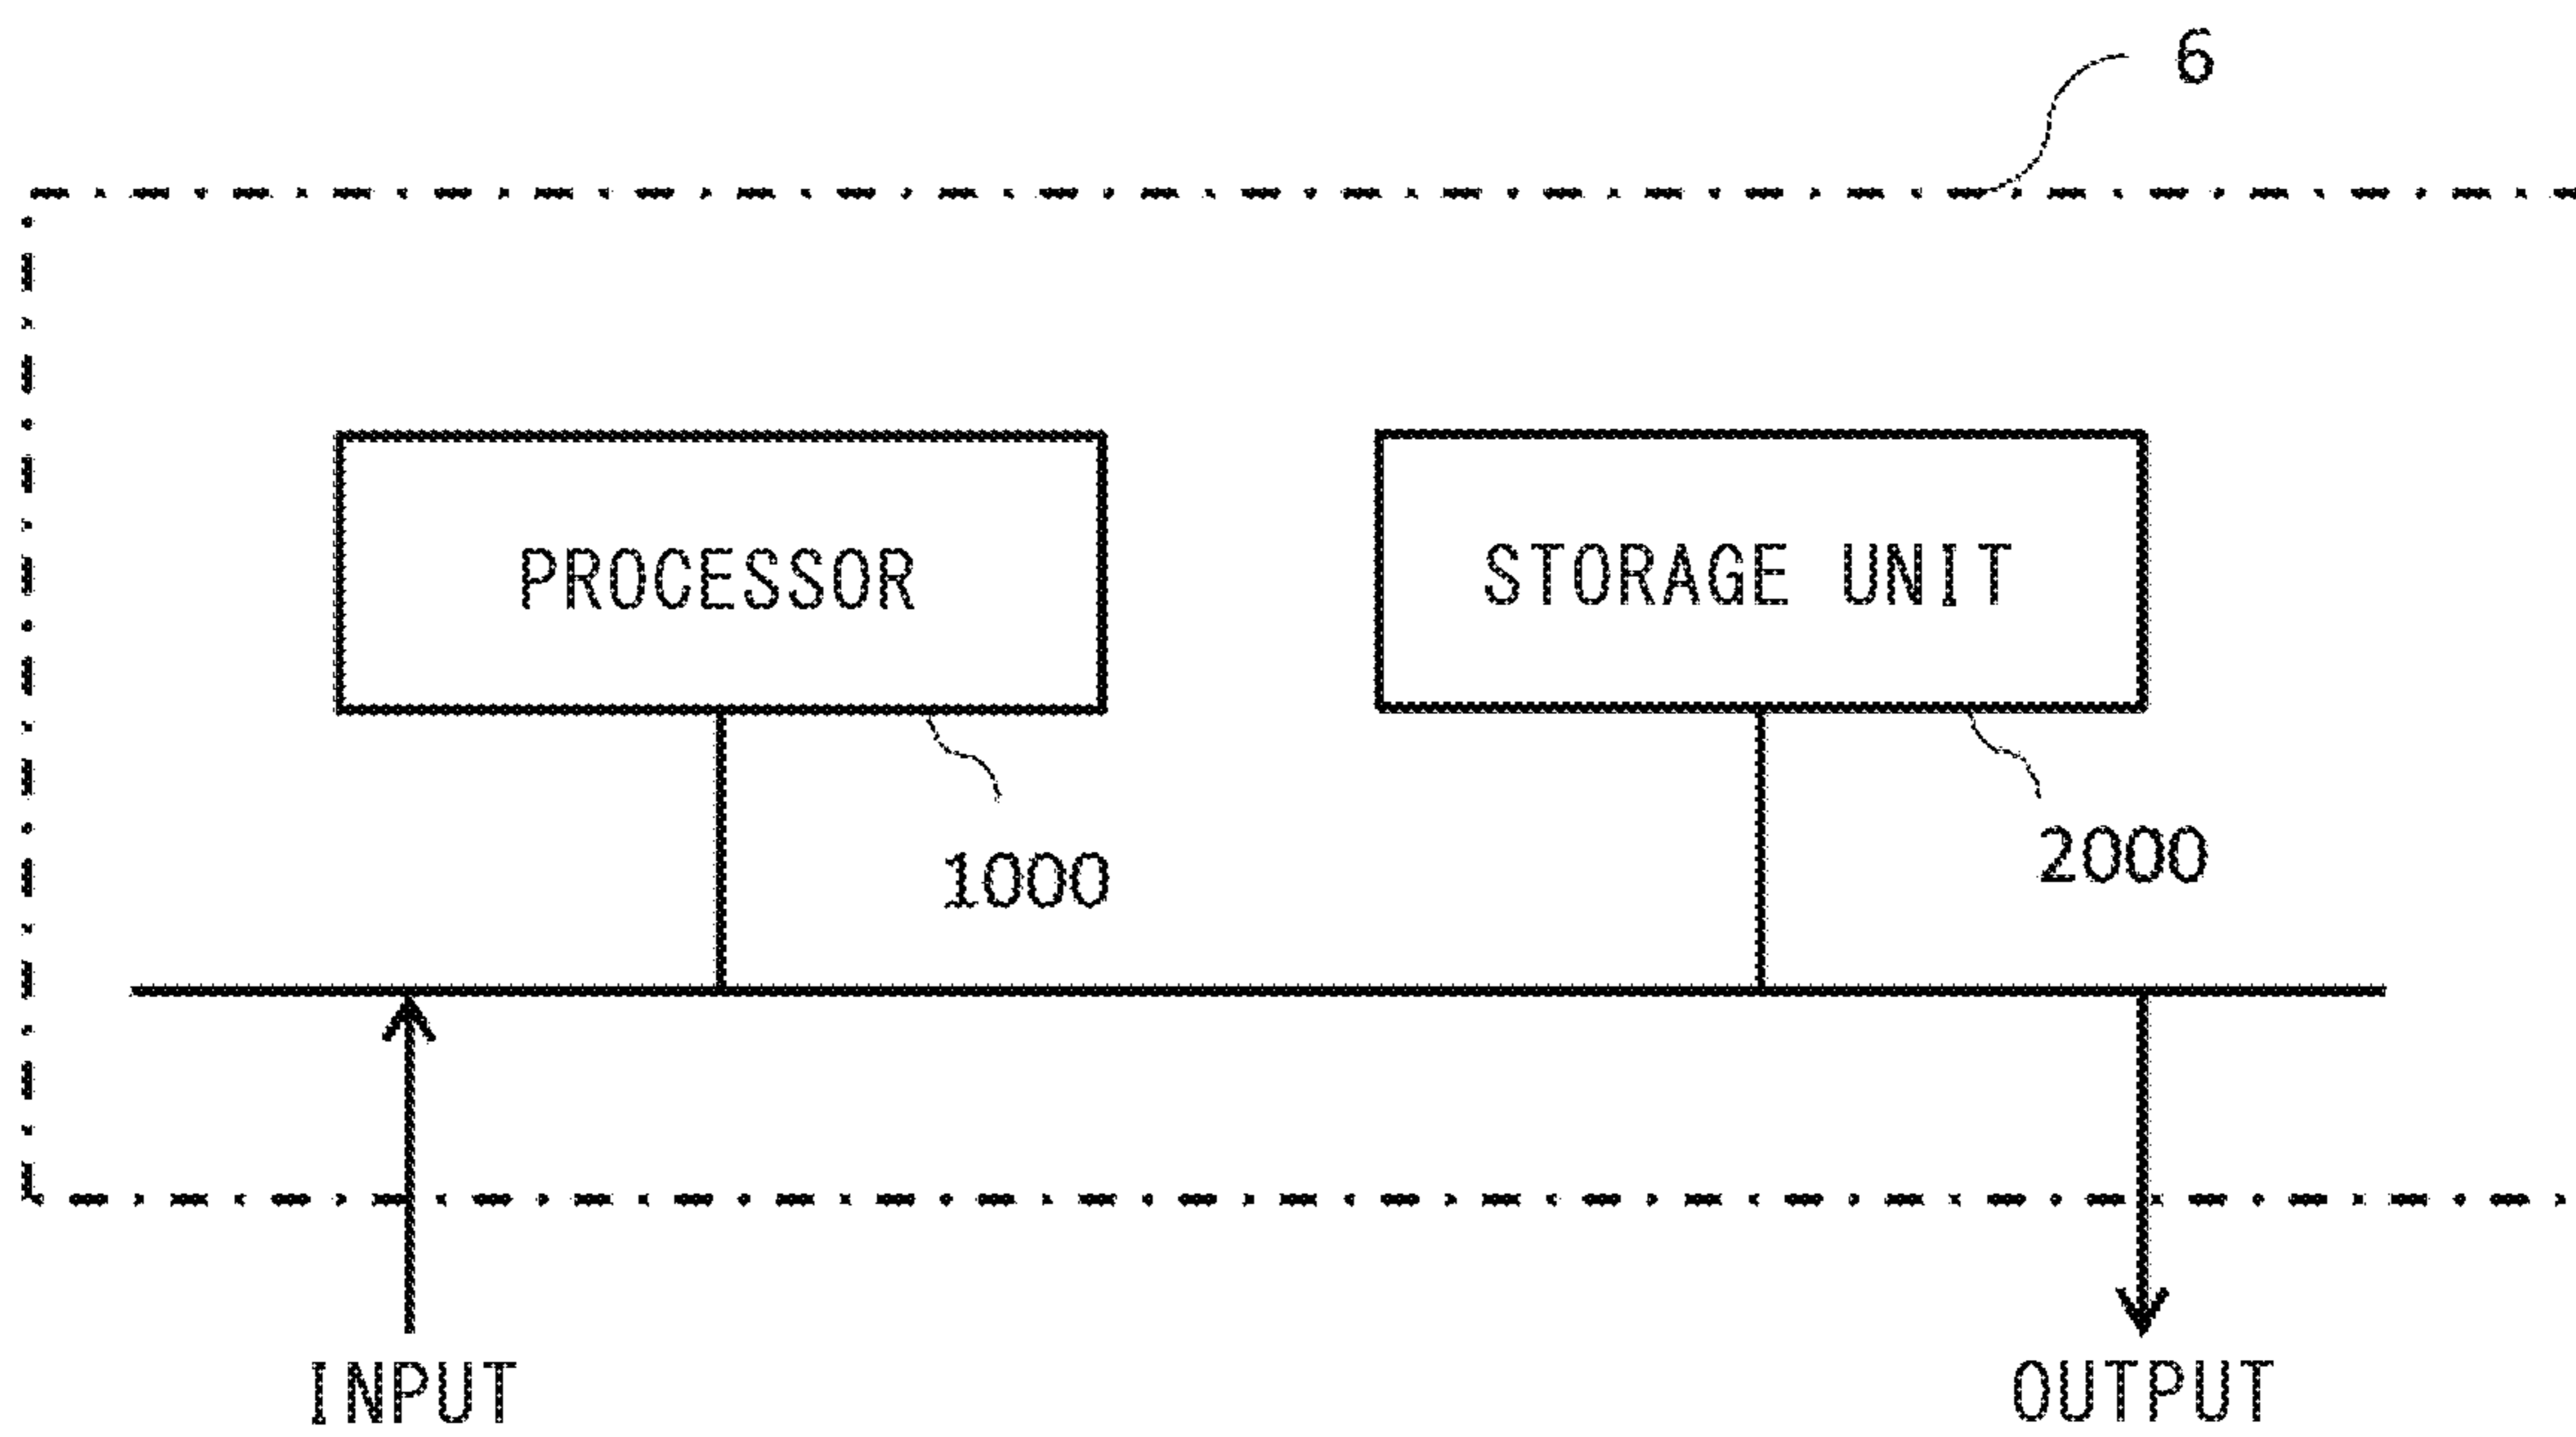 6
PROCESSOR
STORAGE UNIT
1000
2000
INPUT
OUTPUT